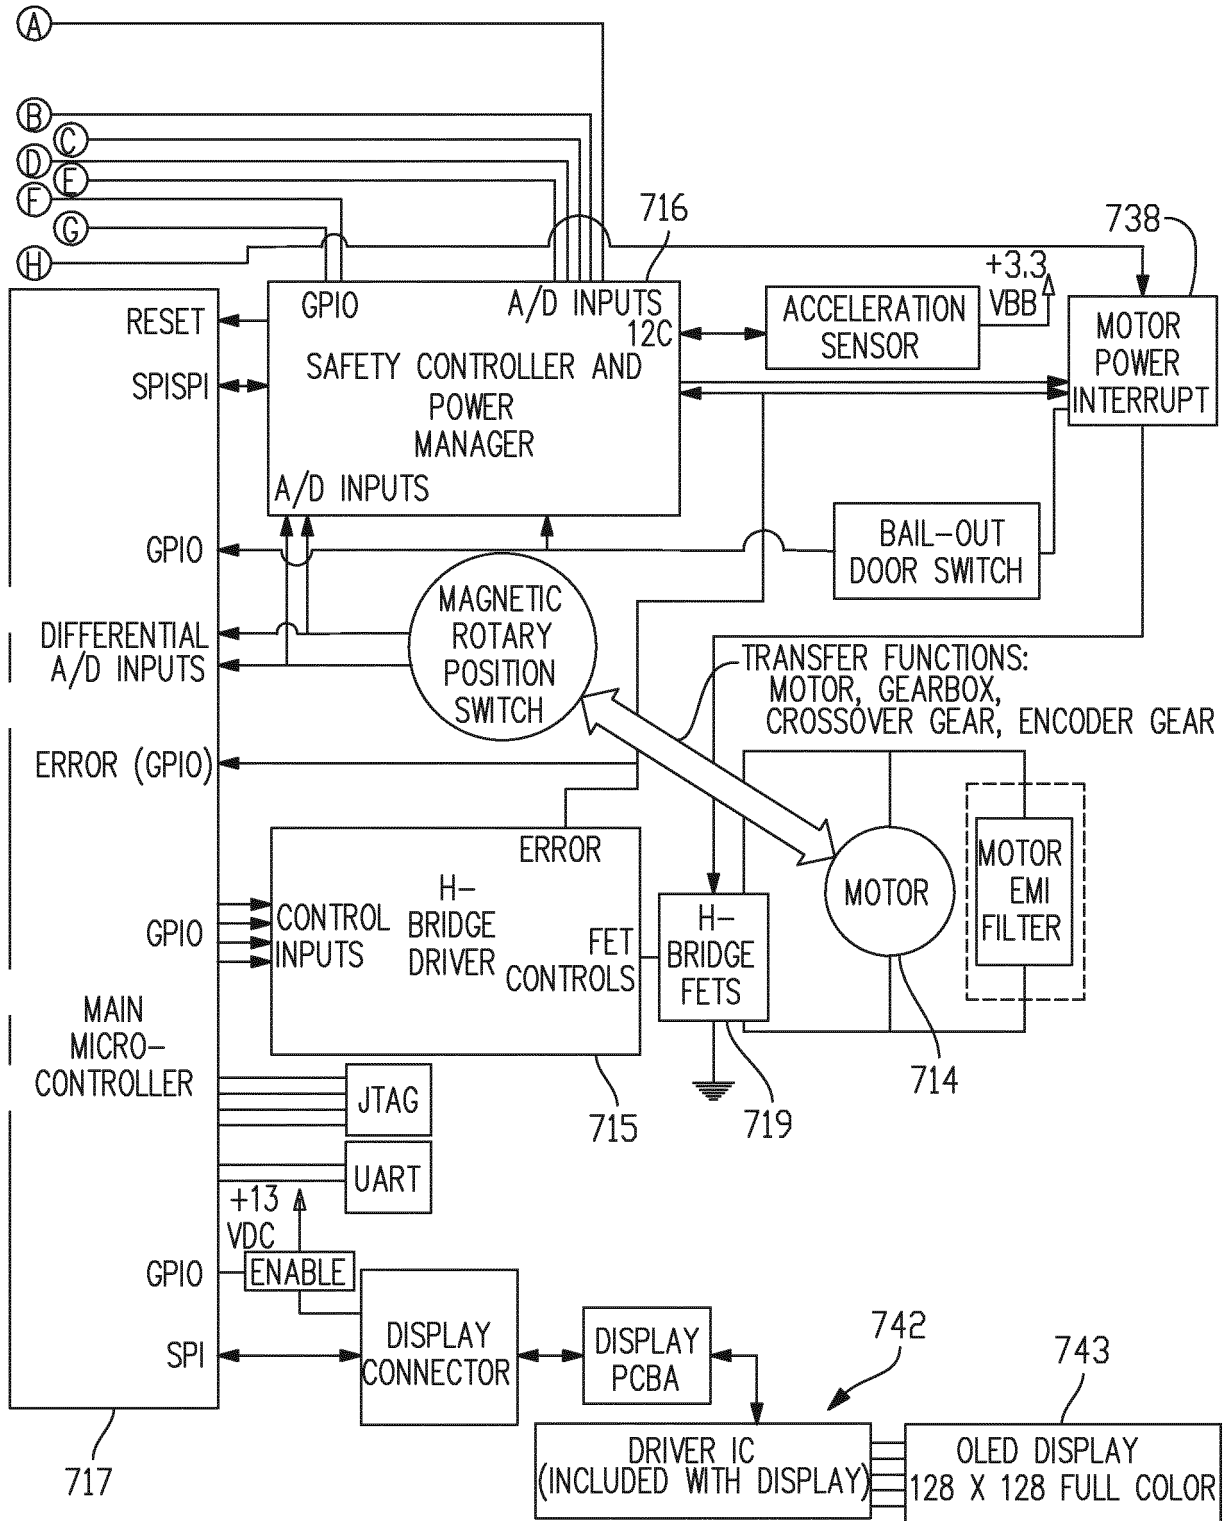 A
B
C
D
E
F
G
H
716
738
+3.3
VBB
RESET
GPIO
A/D INPUTS
12C
ACCELERATION
SENSOR
MOTOR
POWER
INTERRUPT
SPISPI
SAFETY CONTROLLER AND
POWER
MANAGER
A/D INPUTS
GPIO
BAIL-OUT
DOOR SWITCH
DIFFERENTIAL
A/D INPUTS
MAGNETIC
ROTARY
POSITION
SWITCH
TRANSFER FUNCTIONS:
MOTOR, GEARBOX,
CROSSOVER GEAR, ENCODER GEAR
ERROR (GPIO)
ERROR
H-
BRIDGE
DRIVER
CONTROL
INPUTS
GPIO
FET
CONTROLS
H-
BRIDGE
FETS
MOTOR
MOTOR
EMI
FILTER
MAIN
MICRO-
CONTROLLER
714
715
719
JTAG
UART
+13
VDC
GPIO
ENABLE
SPI
DISPLAY
CONNECTOR
DISPLAY
PCBA
742
743
DRIVER IC
(INCLUDED WITH DISPLAY)
OLED DISPLAY
128 X 128 FULL COLOR
717